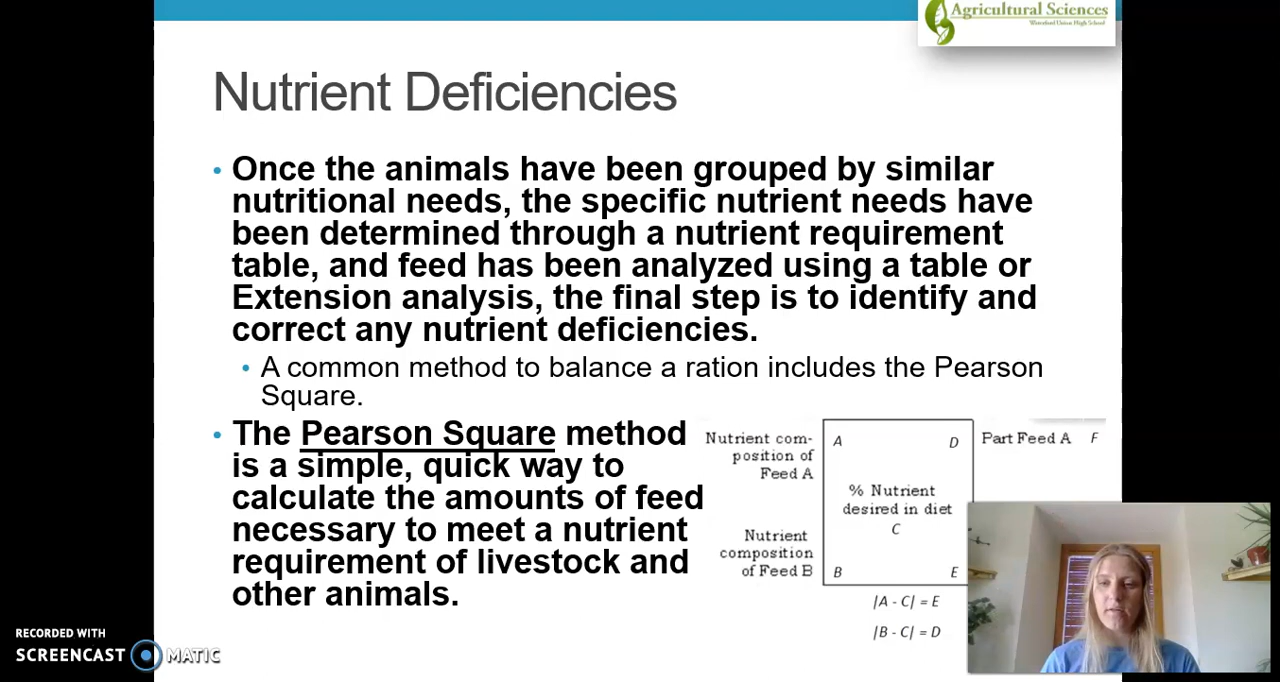 Agricultural Sciences
Waterford Union High School
Nutrient Deficiencies
• Once the animals have been grouped by similar
nutritional needs, the specific nutrient needs have
been determined through a nutrient requirement
table, and feed has been analyzed using a table or
Extension analysis, the final step is to identify and
correct any nutrient deficiencies.
• A common method to balance a ration includes the Pearson
Square.
• The Pearson Square method
is a simple, quick way to
calculate the amounts of feed
necessary to meet a nutrient
requirement of livestock and
other animals.
Nutrient com-
position of
Feed A
A
D
Part Feed A F
% Nutrient
desired in diet
C
Nutrient
composition
of Feed B
B
E
|A - C| = E
|B - C| = D
RECORDED WITH
SCREENCAST MATIC